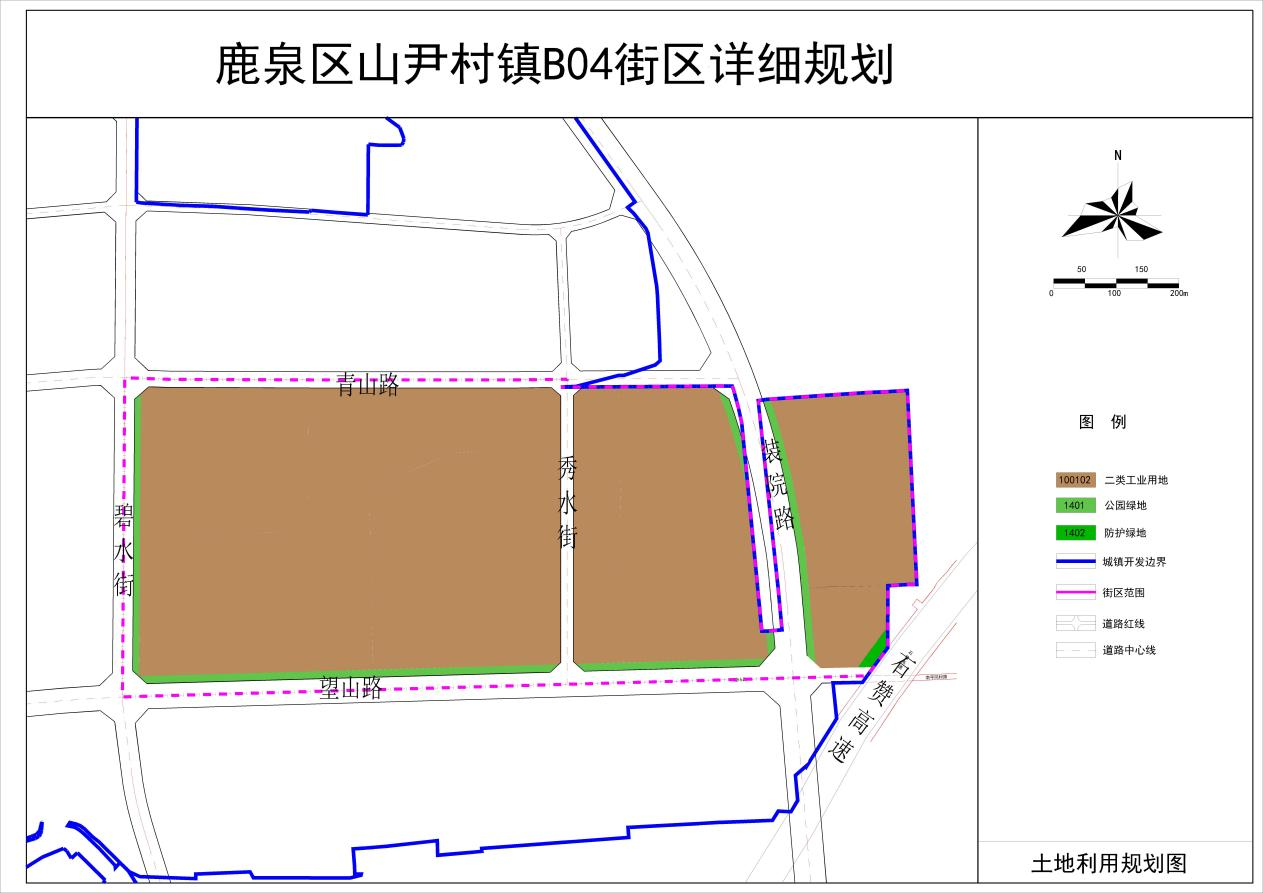 鹿泉区山尹村镇B04街区详细规划
N
50 150
0 100 200m
青山路
秀水街
装院路
碧水街
望山路
石赞高速
图 例
100102 二类工业用地
1401 公园绿地
1402 防护绿地
城镇开发边界
街区范围
道路红线
道路中心线
土地利用规划图